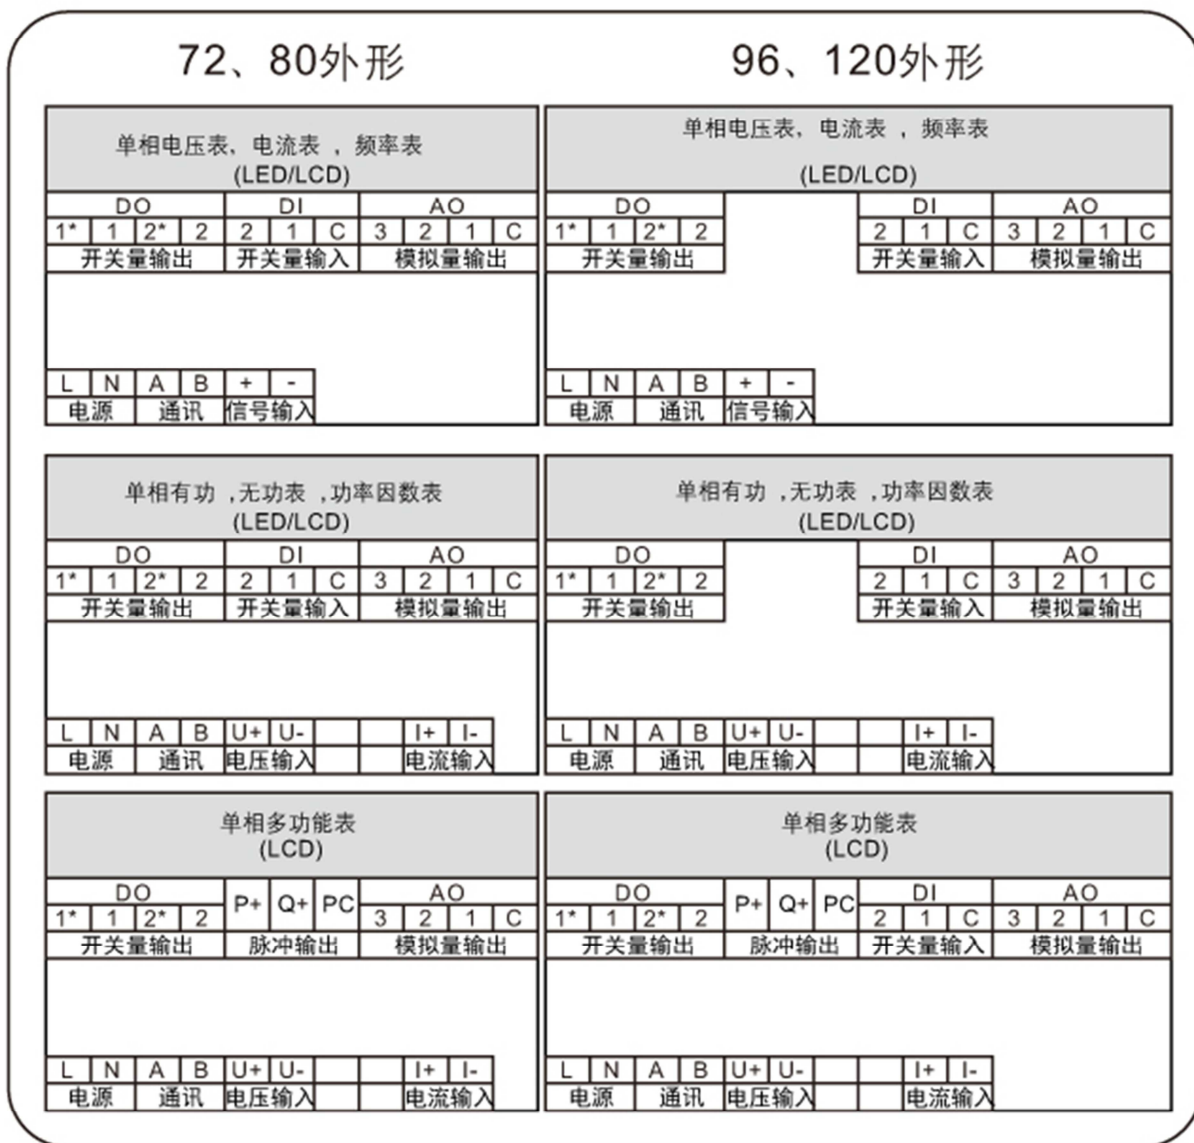 72、80外形 96、120外形
单相电压表, 电流表 , 频率表 单相电压表, 电流表 , 频率表
(LED/LCD) (LED/LCD)
DO DI AO DO DI AO
1* 1 2* 2 2 1 C 3 2 1 C 1* 1 2* 2 2 1 C 3 2 1 C
开关量输出 开关量输入 模拟量输出 开关量输出 开关量输入 模拟量输出
L N A B + - L N A B + -
电源 通讯 信号输入 电源 通讯 信号输入
单相有功 ,无功表 ,功率因数表 单相有功 ,无功表 ,功率因数表
(LED/LCD) (LED/LCD)
DO DI AO DO DI AO
1* 1 2* 2 2 1 C 3 2 1 C 1* 1 2* 2 2 1 C 3 2 1 C
开关量输出 开关量输入 模拟量输出 开关量输出 开关量输入 模拟量输出
L N A B U+ U- I+ I- L N A B U+ U- I+ I-
电源 通讯 电压输入 电流输入 电源 通讯 电压输入 电流输入
单相多功能表 单相多功能表
(LCD) (LCD)
DO P+ Q+ PC AO DO P+ Q+ PC DI AO
1* 1 2* 2 3 2 1 C 1* 1 2* 2 2 1 C 3 2 1 C
开关量输出 脉冲输出 模拟量输出 开关量输出 脉冲输出 开关量输入 模拟量输出
L N A B U+ U- I+ I- L N A B U+ U- I+ I-
电源 通讯 电压输入 电流输入 电源 通讯 电压输入 电流输入